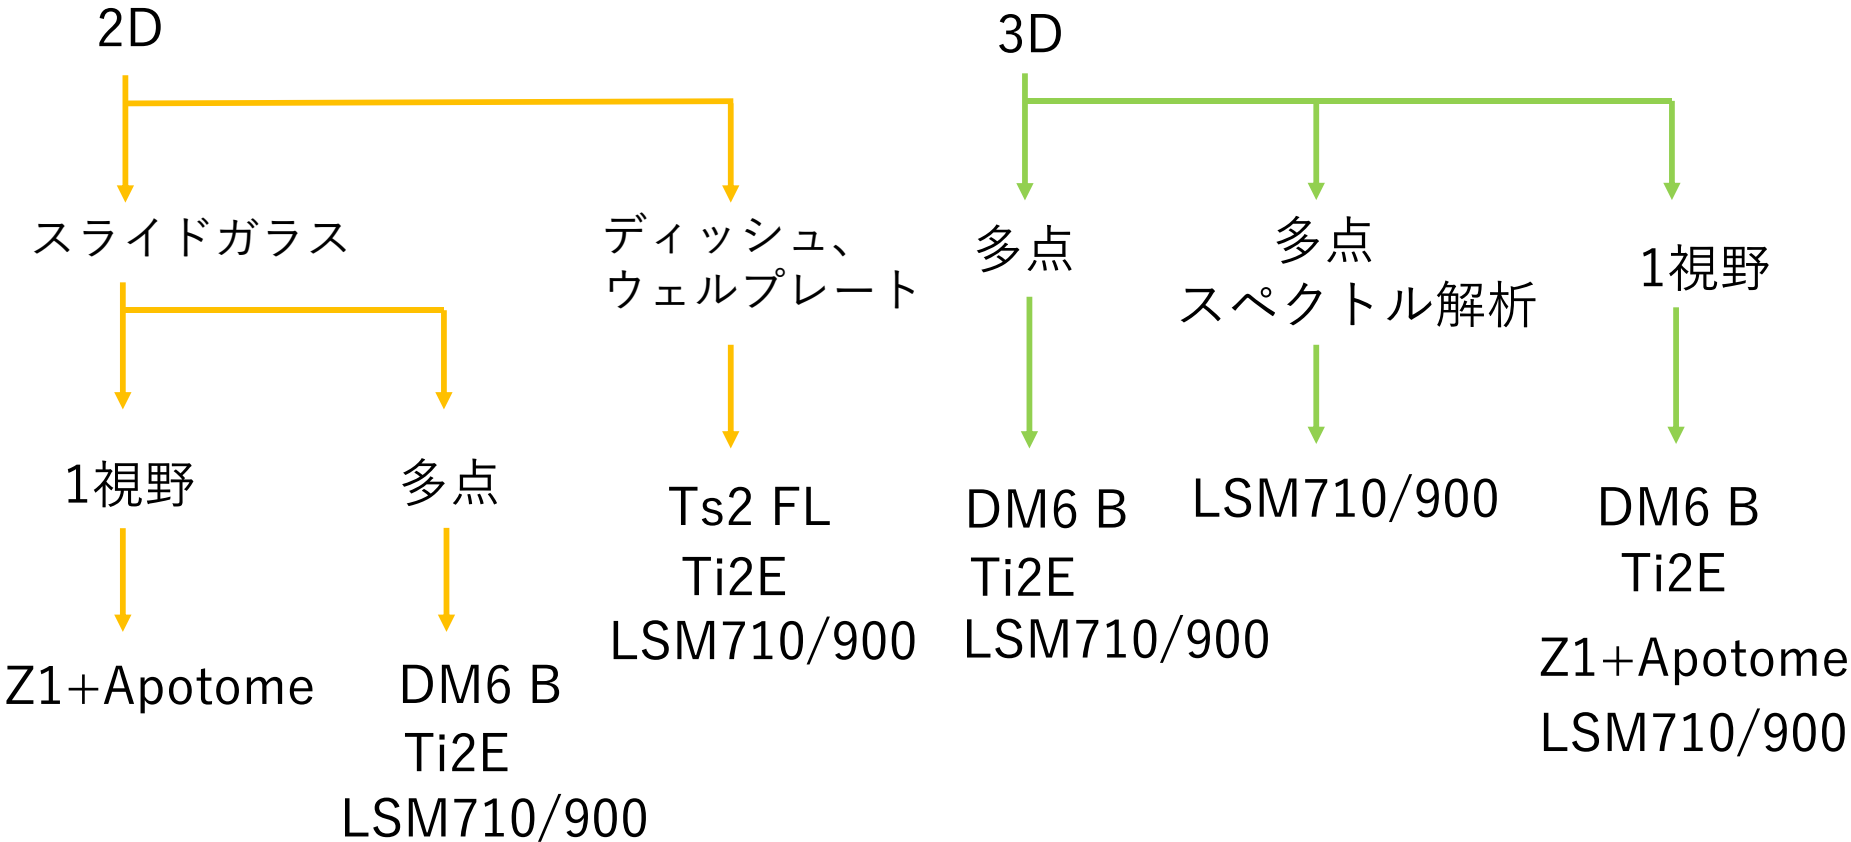 2D
スライドガラス
ディッシュ、
ウェルプレート
1視野
多点
Z1+Apotome
DM6 B
Ti2E
LSM710/900
Ts2 FL
Ti2E
LSM710/900
3D
多点
多点
スペクトル解析
1視野
DM6 B
Ti2E
LSM710/900
LSM710/900
DM6 B
Ti2E
Z1+Apotome
LSM710/900